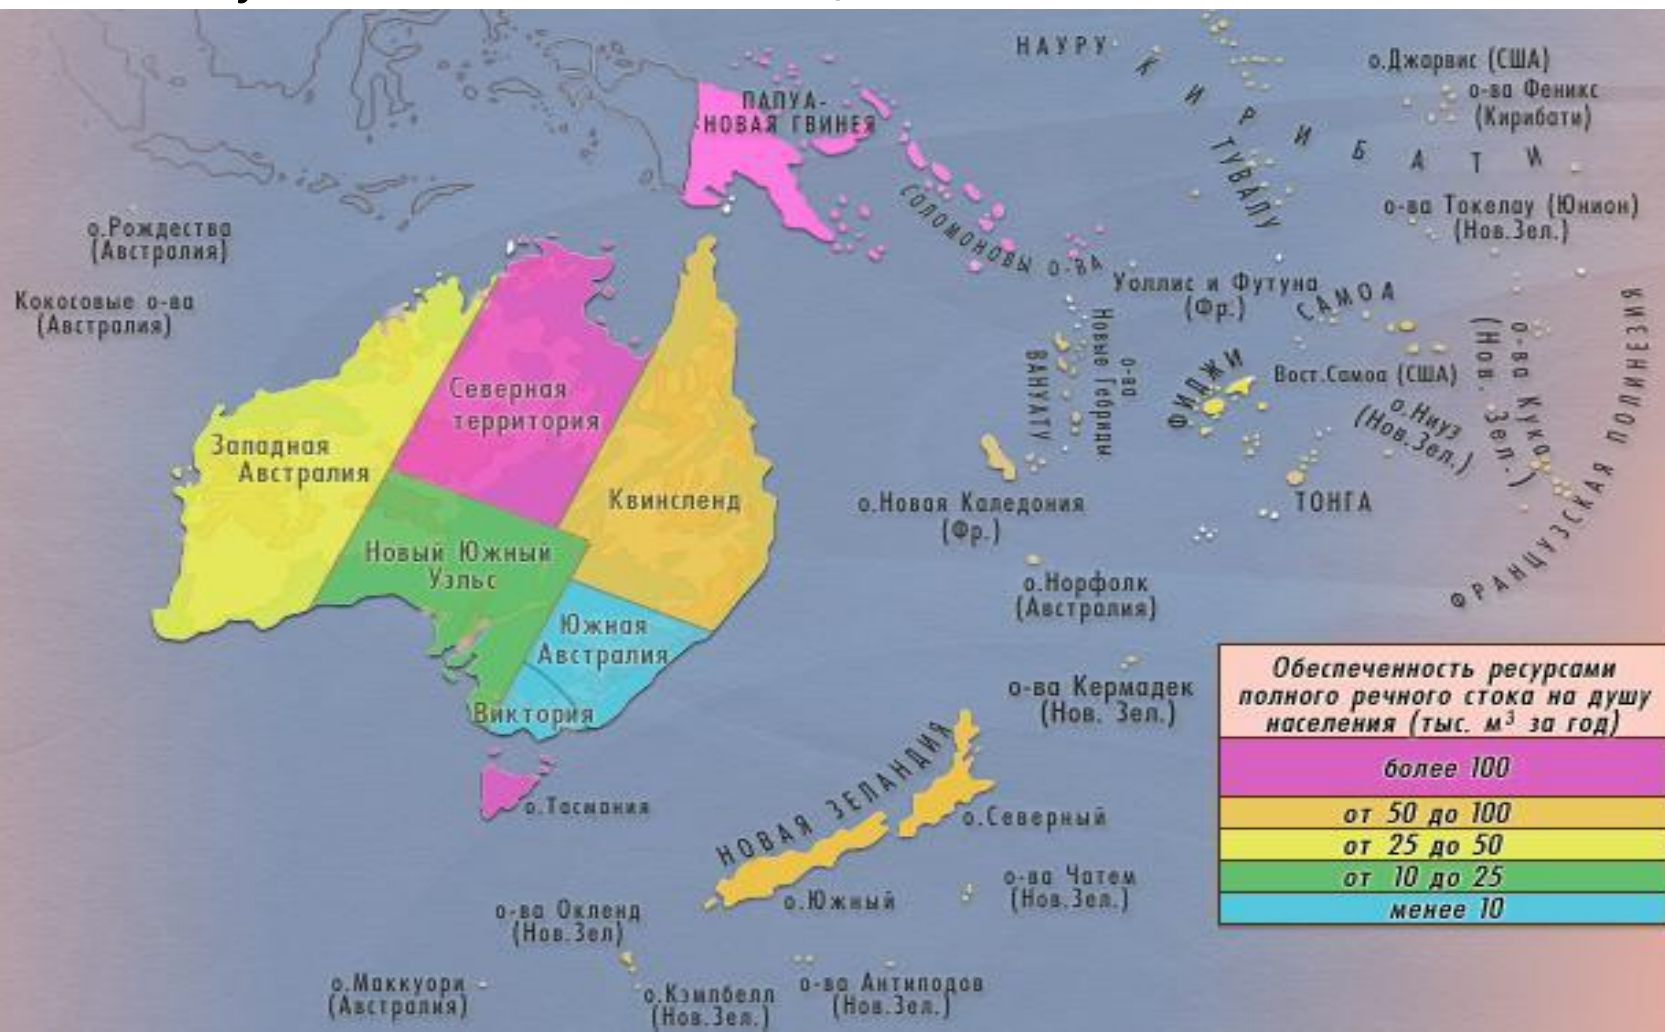 НАУРУ
КИРИБАТИ
о.Джарвис (США)
о-ва Феникс
(Кирибати)
ПАПУА-
НОВАЯ ГВИНЕЯ
ТУВАЛУ
о-ва Токелау (Юнион)
(Нов.Зел.)
о.Рождества
(Австралия)
СОЛОМОНОВЫ О-ВА
Кокосовые о-ва
(Австралия)
Уоллис и Футуна
(Фр.)
САМОА
Северная
территория
ВАНУАТУ
о-ва
Новые Гебриды
ФИДЖИ
Вост.Самоа (США)
о.Ниуэ
(Нов.Зел.)
о-ва Кука
(Нов. Зел.)
ФРАНЦУЗСКАЯ ПОЛИНЕЗИЯ
Западная
Австралия
Квинсленд
о.Новая Каледония
(Фр.)
ТОНГА
Новый Южный
Уэльс
о.Норфолк
(Австралия)
Южная
Австралия
Виктория
о-ва Кермадек
(Нов. Зел.)
о.Тасмания
НОВАЯ ЗЕЛАНДИЯ
о.Северный
о.Южный
о-ва Чатем
(Нов.Зел.)
о-ва Окленд
(Нов.Зел)
о.Маккуори
(Австралия)
о.Кэмпбелл
(Нов.Зел.)
о-ва Антиподов
(Нов.Зел.)
Обеспеченность ресурсами
полного речного стока на душу
населения (тыс. м³ за год)
более 100
от 50 до 100
от 25 до 50
от 10 до 25
менее 10